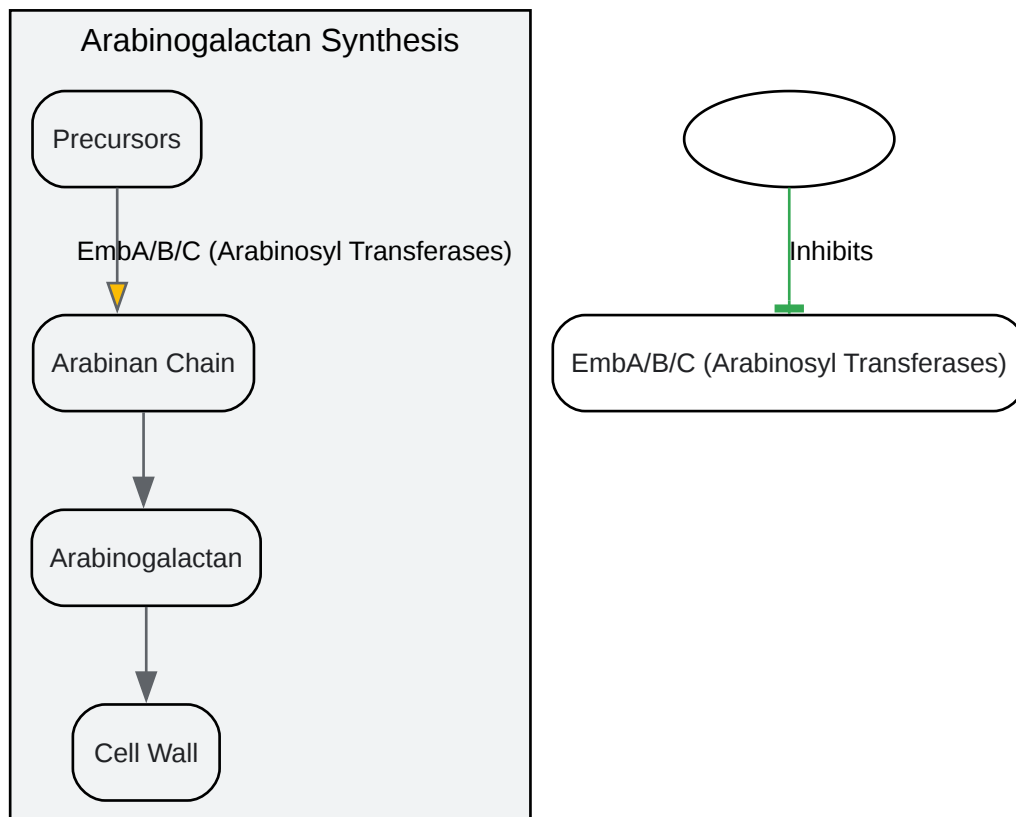 Arabinogalactan Synthesis
Precursors
EmbA/B/C (Arabinosyl Transferases)
Arabinan Chain
Arabinogalactan
Cell Wall
Inhibits
EmbA/B/C (Arabinosyl Transferases)